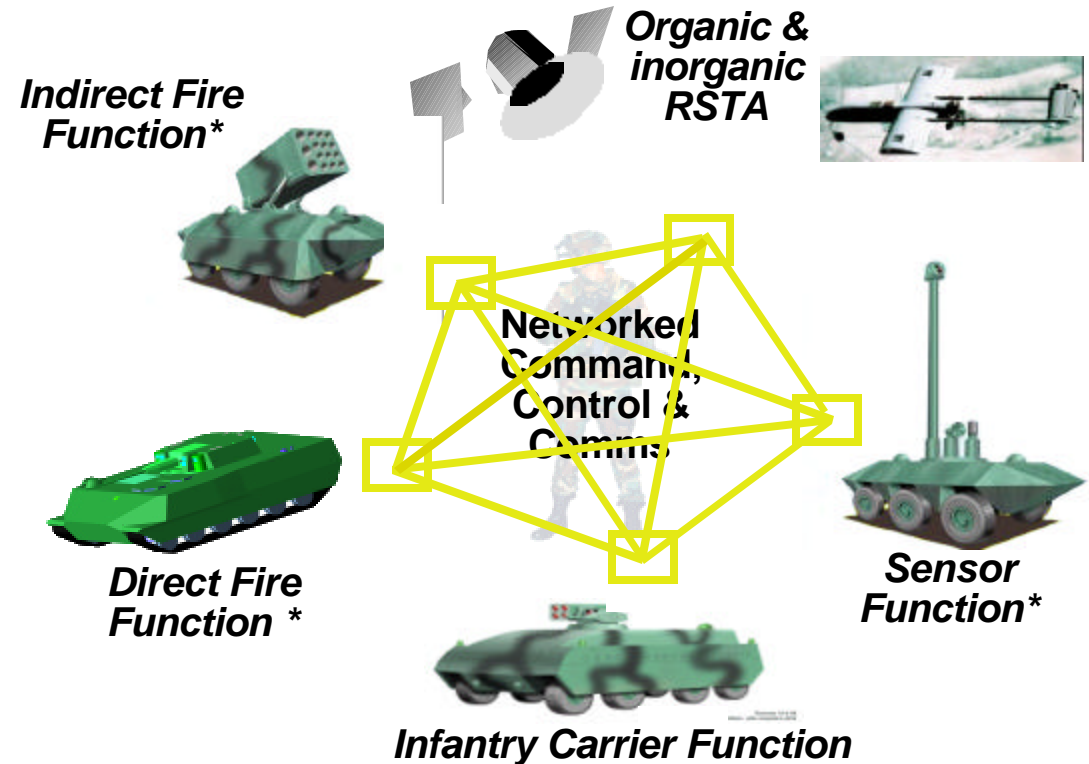 Organic &
inorganic
RSTA
Indirect Fire
Function*
Networked
Command,
Control &
Comms
Direct Fire
Function *
Sensor
Function*
Infantry Carrier Function